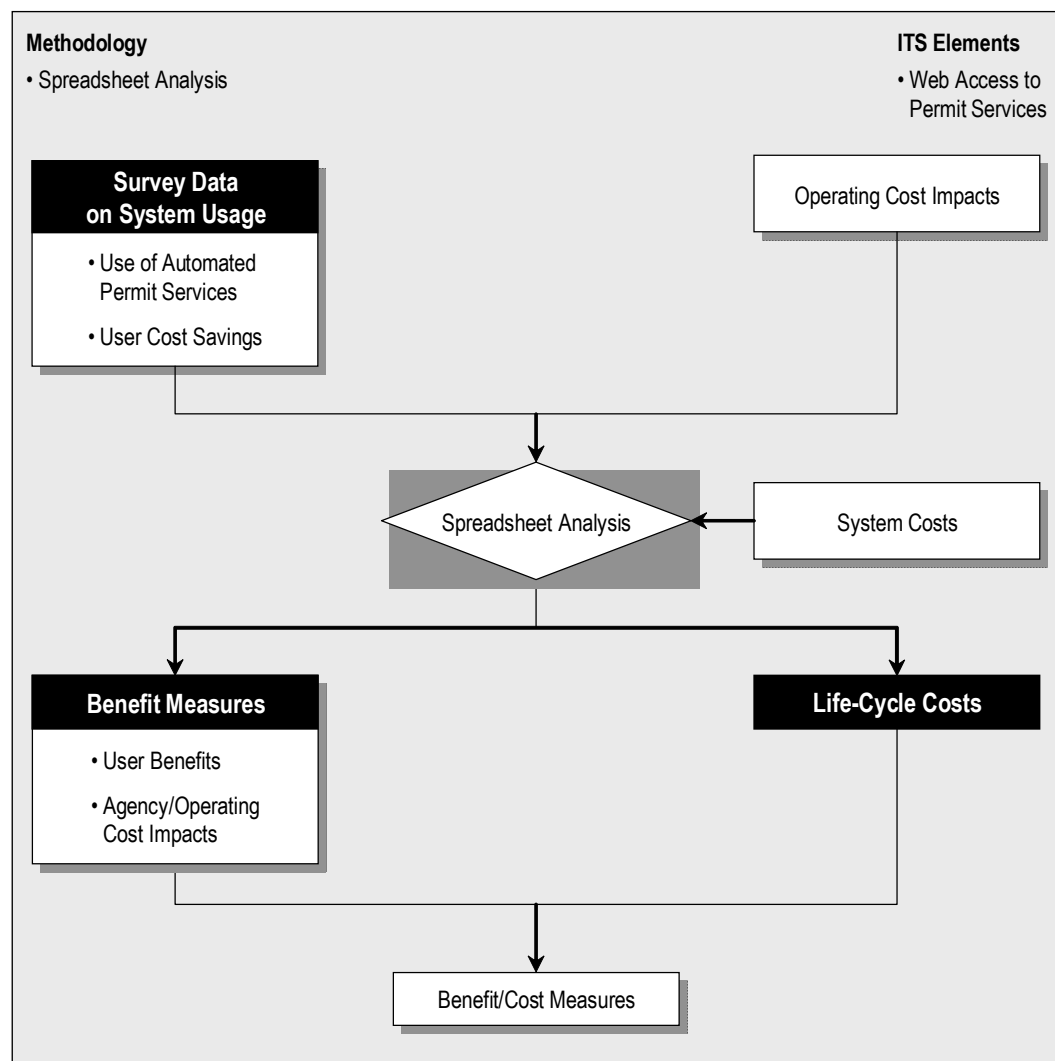 Methodology
• Spreadsheet Analysis
ITS Elements
• Web Access to
Permit Services
Survey Data
on System Usage
• Use of Automated
Permit Services
• User Cost Savings
Operating Cost Impacts
Spreadsheet Analysis
System Costs
Benefit Measures
• User Benefits
• Agency/Operating
Cost Impacts
Life-Cycle Costs
Benefit/Cost Measures